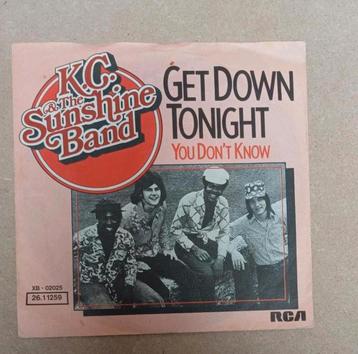 K.C.
& The
Sunshine
Band
GET DOWN
TONIGHT
YOU DON'T KNOW
XB - 02025
26.11259
RCA